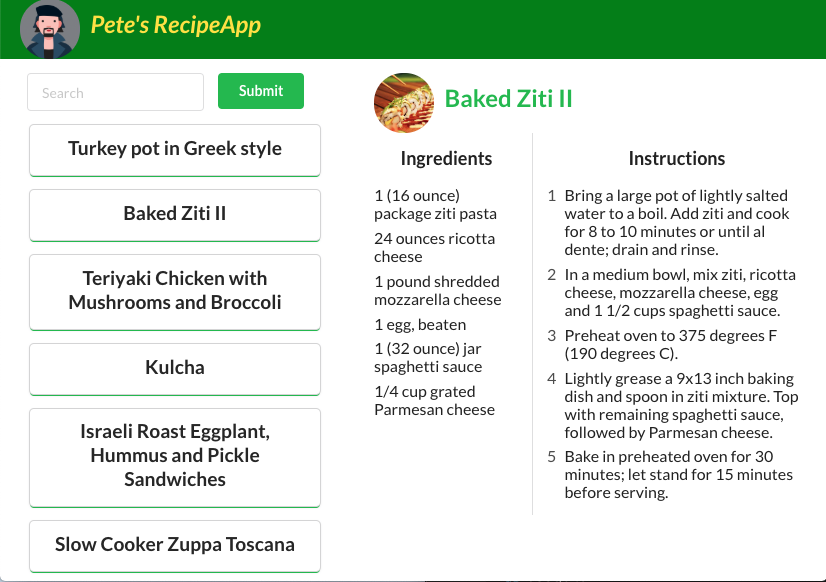 Pete's RecipeApp
Search
Submit
Turkey pot in Greek style
Baked Ziti II
Teriyaki Chicken with
Mushrooms and Broccoli
Kulcha
Israeli Roast Eggplant,
Hummus and Pickle
Sandwiches
Slow Cooker Zuppa Toscana
Baked Ziti II
Ingredients
1 (16 ounce)
package ziti pasta
24 ounces ricotta
cheese
1 pound shredded
mozzarella cheese
1 egg, beaten
1 (32 ounce) jar
spaghetti sauce
1/4 cup grated
Parmesan cheese
Instructions
1 Bring a large pot of lightly salted
water to a boil. Add ziti and cook
for 8 to 10 minutes or until al
dente; drain and rinse.
2 In a medium bowl, mix ziti, ricotta
cheese, mozzarella cheese, egg
and 1 1/2 cups spaghetti sauce.
3 Preheat oven to 375 degrees F
(190 degrees C).
4 Lightly grease a 9x13 inch baking
dish and spoon in ziti mixture. Top
with remaining spaghetti sauce,
followed by Parmesan cheese.
5 Bake in preheated oven for 30
minutes; let stand for 15 minutes
before serving.